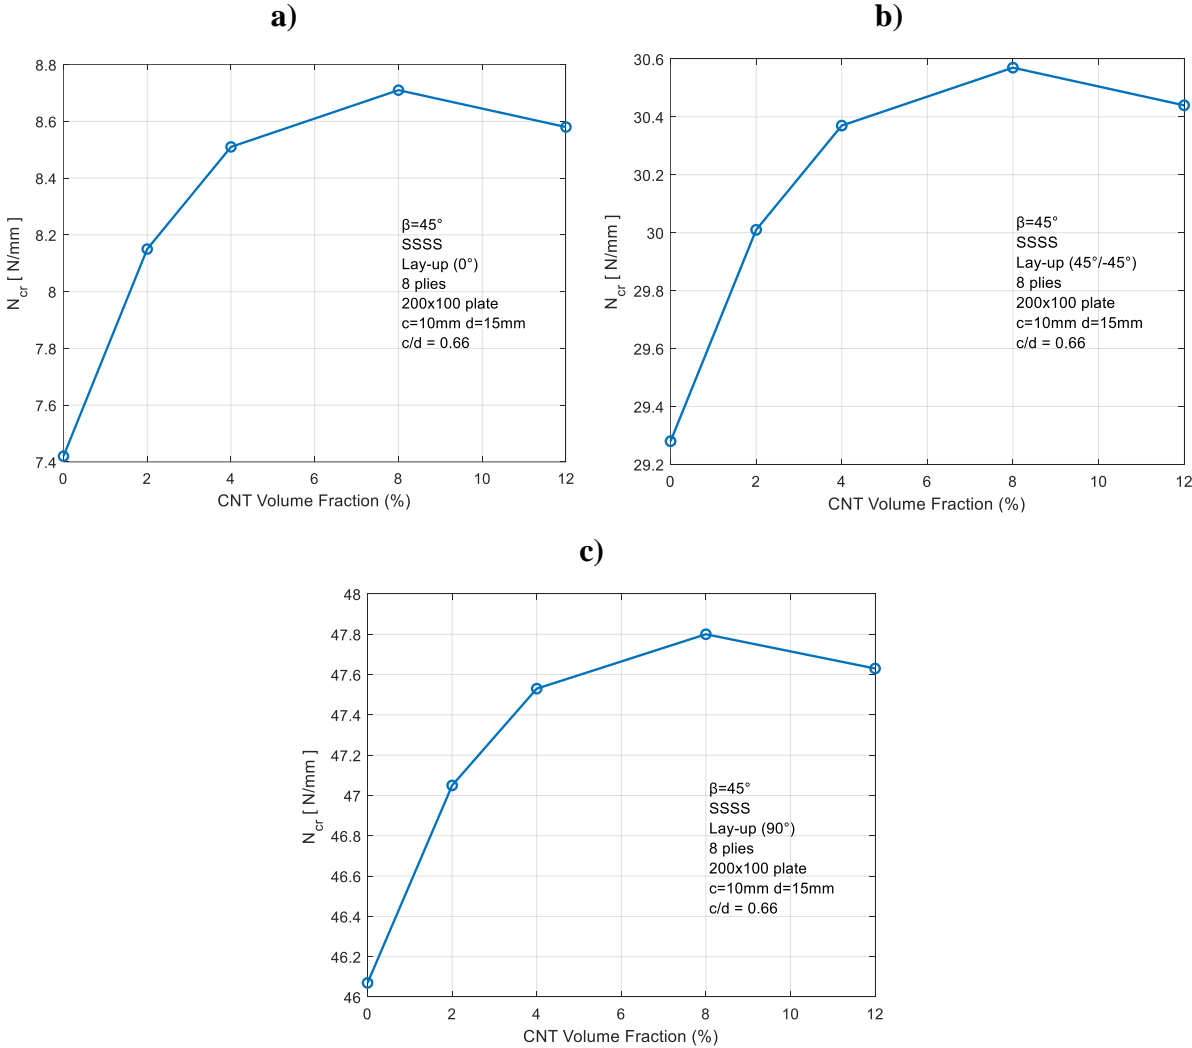 a)
8.8
8.6
8.4
8.2
8
7.8
7.6
7.4
N_cr [ N/mm ]
β=45°
SSSS
Lay-up (0°)
8 plies
200x100 plate
c=10mm d=15mm
c/d = 0.66
0 2 4 6 8 10 12
CNT Volume Fraction (%)
b)
30.6
30.4
30.2
30
29.8
29.6
29.4
29.2
N_cr [ N/mm ]
β=45°
SSSS
Lay-up (45°/-45°)
8 plies
200x100 plate
c=10mm d=15mm
c/d = 0.66
0 2 4 6 8 10 12
CNT Volume Fraction (%)
c)
48
47.8
47.6
47.4
47.2
47
46.8
46.6
46.4
46.2
46
N_cr [ N/mm ]
β=45°
SSSS
Lay-up (90°)
8 plies
200x100 plate
c=10mm d=15mm
c/d = 0.66
0 2 4 6 8 10 12
CNT Volume Fraction (%)